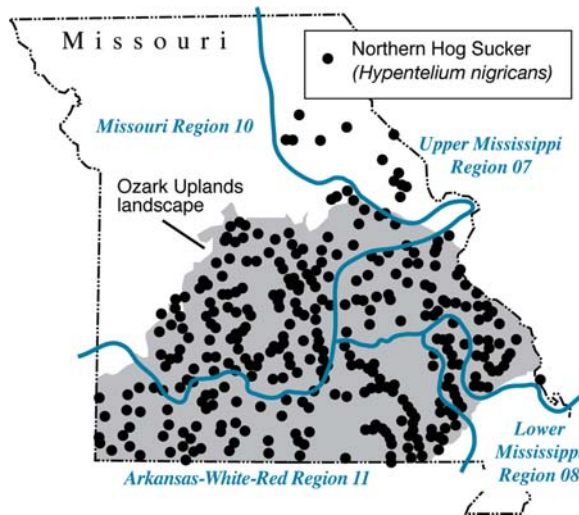 Missouri
Northern Hog Sucker
(Hypentelium nigricans)
Missouri Region 10
Upper Mississippi
Region 07
Ozark Uplands
landscape
Lower
Mississippi
Region 08
Arkansas-White-Red Region 11